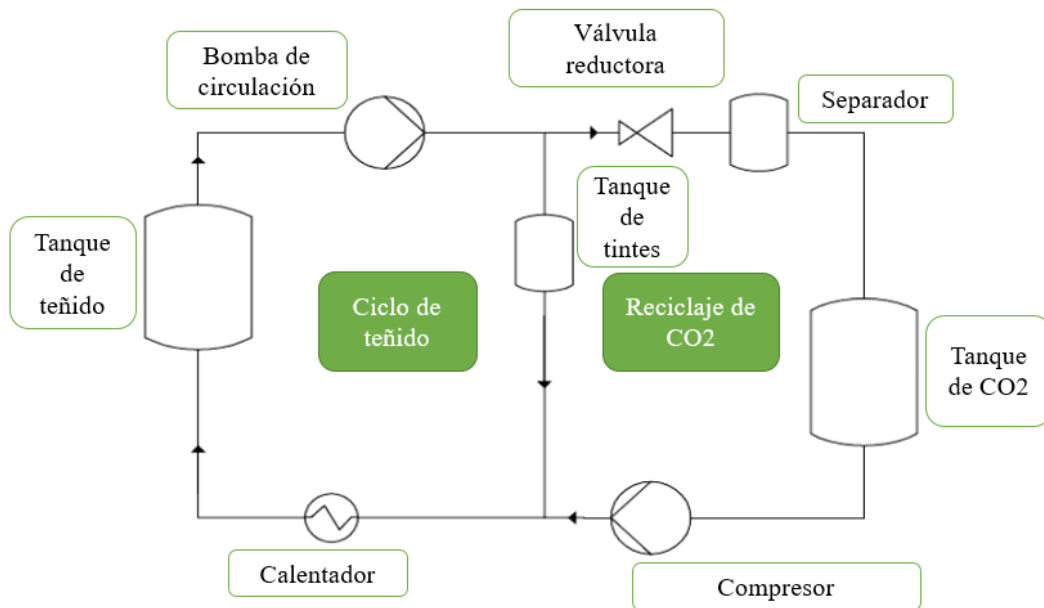 Bomba de
circulación
Válvula
reductora
Separador
Tanque
de
teñido
Tanque
de
tintes
Ciclo de
teñido
Reciclaje de
CO2
Tanque
de CO2
Calentador
Compresor